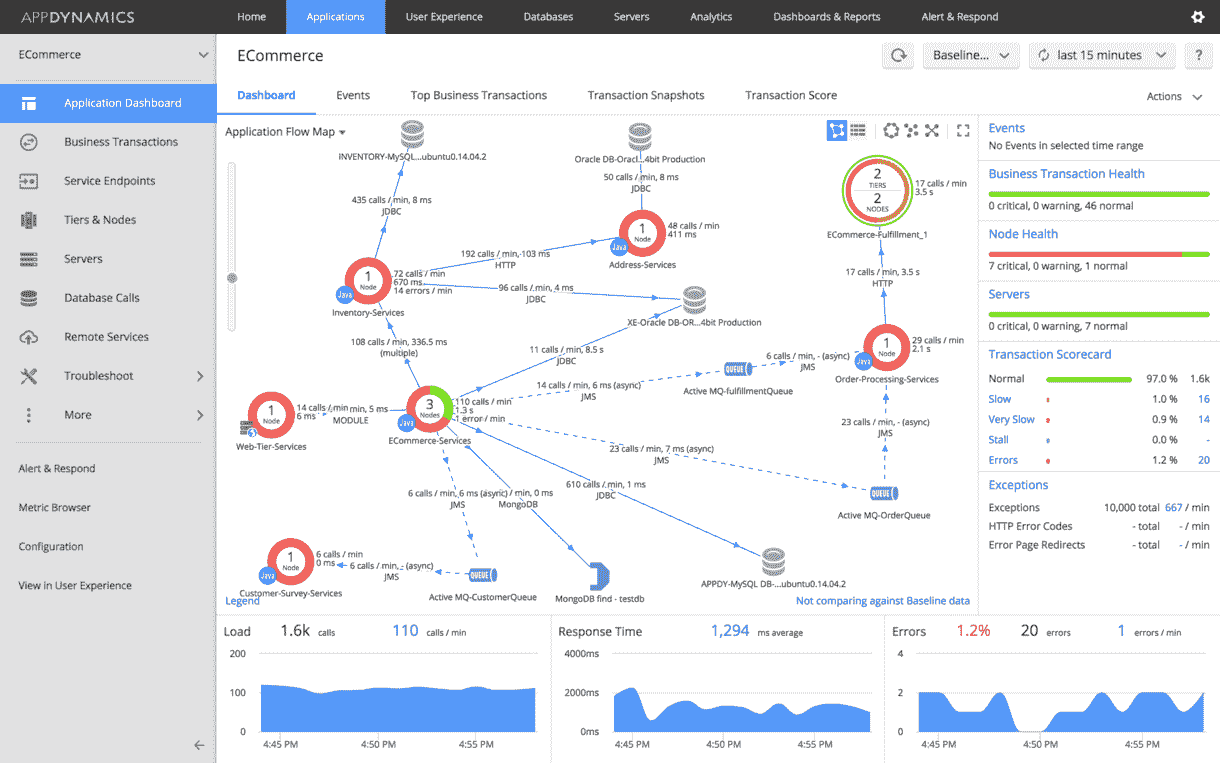 APPDYNAMICS
Home
Applications
User Experience
Databases
Servers
Analytics
Dashboards & Reports
Alert & Respond
ECommerce
Application Dashboard
Business Transactions
Service Endpoints
Tiers & Nodes
Servers
Database Calls
Remote Services
Troubleshoot
More
Alert & Respond
Metric Browser
Configuration
View in User Experience
ECommerce
Baseline...
last 15 minutes
?
Dashboard
Events
Top Business Transactions
Transaction Snapshots
Transaction Score
Actions
Application Flow Map
INVENTORY-MySQL...ubuntu0.14.04.2
Oracle DB-Oracl...4bit Production
50 calls / min, 8 ms
JDBC
435 calls / min, 8 ms
JDBC
2
TIERS
2
NODES
17 calls / min
3.5 s
ECommerce-Fulfillment_1
1
Node
Java
48 calls / min
411 ms
Address-Services
192 calls / min, 103 ms
HTTP
17 calls / min, 3.5 s
HTTP
1
Node
Java
72 calls / min
670 ms
14 errors / min
Inventory-Services
96 calls / min, 4 ms
JDBC
XE-Oracle DB-OR...4bit Production
108 calls / min, 336.5 ms
(multiple)
11 calls / min, 8.5 s
JDBC
1
Node
Java
29 calls / min
2.1 s
Order-Processing-Services
6 calls / min, - (async)
JMS
QUEUE
Active MQ-fulfillmentQueue
14 calls / min, 6 ms (async)
JMS
1
Node
Web-Tier-Services
14 calls /min
6 ms
min, 5 ms
MODULE
3
Nodes
Java
110 calls / min
1.3 s
1 error / min
ECommerce-Services
23 calls / min, - (async)
JMS
23 calls / min, 7 ms (async)
JMS
QUEUE
Active MQ-OrderQueue
6 calls / min, 6 ms (async)
JMS
/ min, 0 ms
MongoDB
610 calls / min, 1 ms
JDBC
1
Node
Java
6 calls / min
0 ms
Customer-Survey-Services
6 calls / min, - (async)
JMS
QUEUE
Active MQ-CustomerQueue
MongoDB find - testdb
APPDY-MySQL DB-...ubuntu0.14.04.2
Legend
Not comparing against Baseline data
Events
No Events in selected time range
Business Transaction Health
0 critical, 0 warning, 46 normal
Node Health
7 critical, 0 warning, 1 normal
Servers
0 critical, 0 warning, 7 normal
Transaction Scorecard
Normal 97.0 % 1.6k
Slow 1.0 % 16
Very Slow 0.9 % 14
Stall 0.0 % -
Errors 1.2 % 20
Exceptions
Exceptions 10,000 total 667 / min
HTTP Error Codes - total - / min
Error Page Redirects - total - / min
Load 1.6k calls 110 calls / min
200
100
0
4:45 PM 4:50 PM 4:55 PM
Response Time 1,294 ms average
4000ms
2000ms
0ms
4:45 PM 4:50 PM 4:55 PM
Errors 1.2% 20 errors 1 errors / min
4
2
0
4:45 PM 4:50 PM 4:55 PM